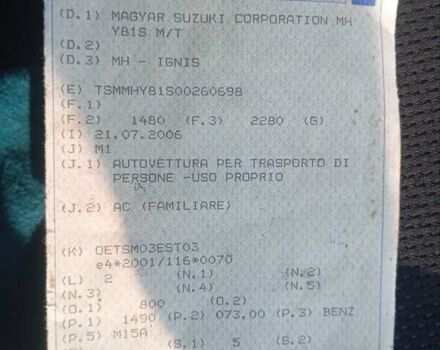 (D.1) MAGYAR SUZUKI CORPORATION MH
Y81S M/T
(D.2)
(D.3) MH - IGNIS
(E) TSMMHY81S00260698
(F.1)
(F.2) 1480 (F.3) 2280 (G)
(I) 21.07.2006
(J) M1
(J.1) AUTOVETTURA PER TRASPORTO DI
PERSONE -USO PROPRIO
(J.2) AC (FAMILIARE)
(K) OETSM03EST03
e4*2001/116*0070
(L) 2 (N.1) (N.2)
(N.3) (N.4) (N.5)
(O.1) 800 (O.2)
(P.1) 1490 (P.2) 073,00 (P.3) BENZ
(P.5) M15A
(S.1) 5 (S.2)